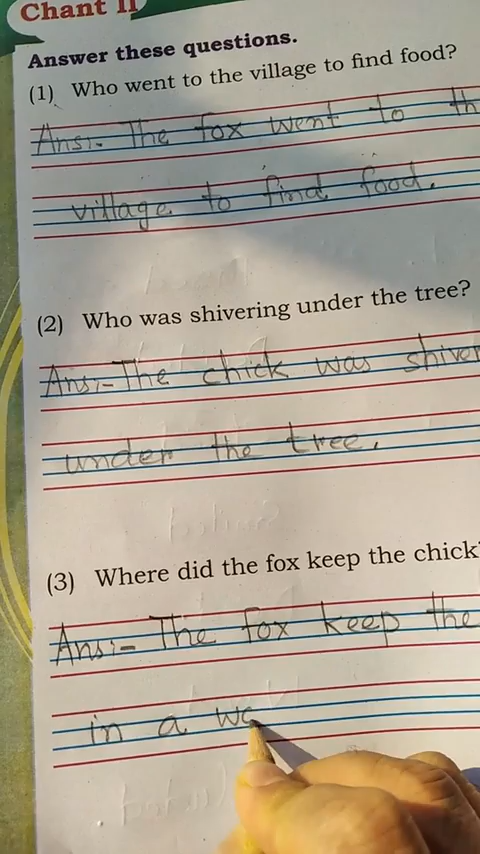 Chant II
Answer these questions.
(1) Who went to the village to find food?
Ans:- The fox went to th
village to find food.
(2) Who was shivering under the tree?
Ans:- The chick was shiver
under the tree.
(3) Where did the fox keep the chick?
Ans:- The fox keep the
in a wa